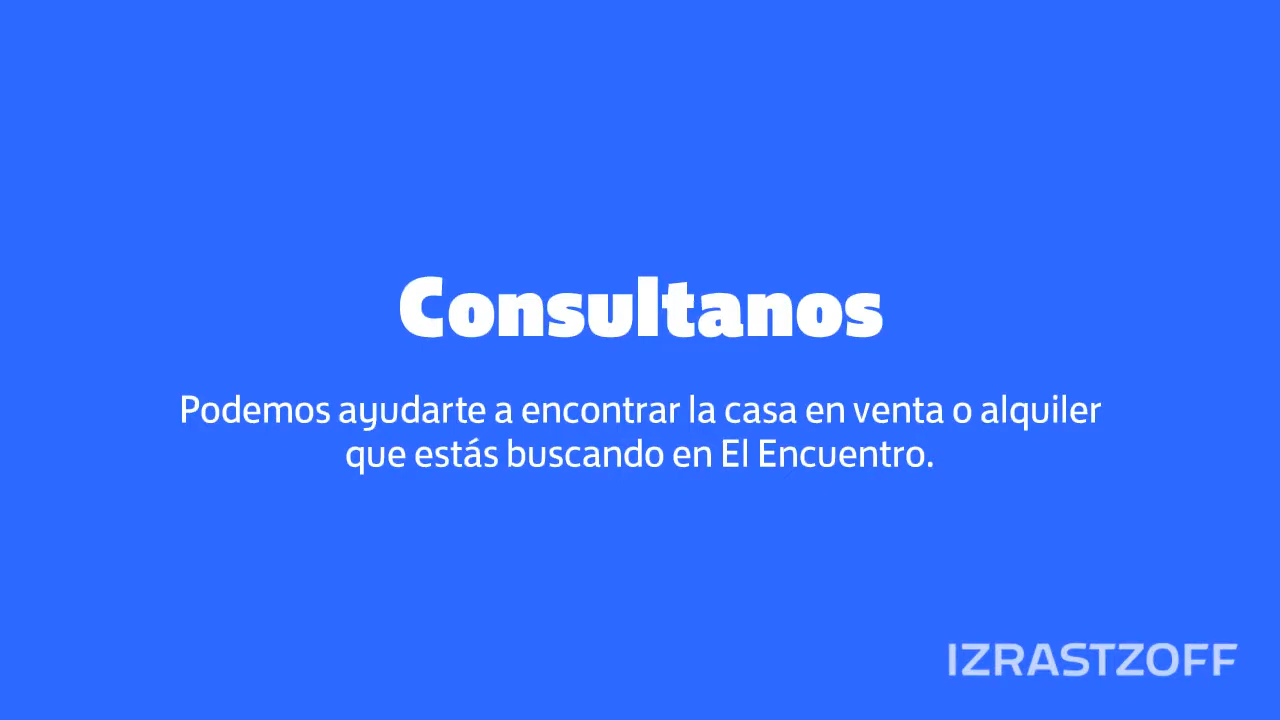 Consultanos
Podemos ayudarte a encontrar la casa en venta o alquiler
que estás buscando en El Encuentro.
IZRASTZOFF